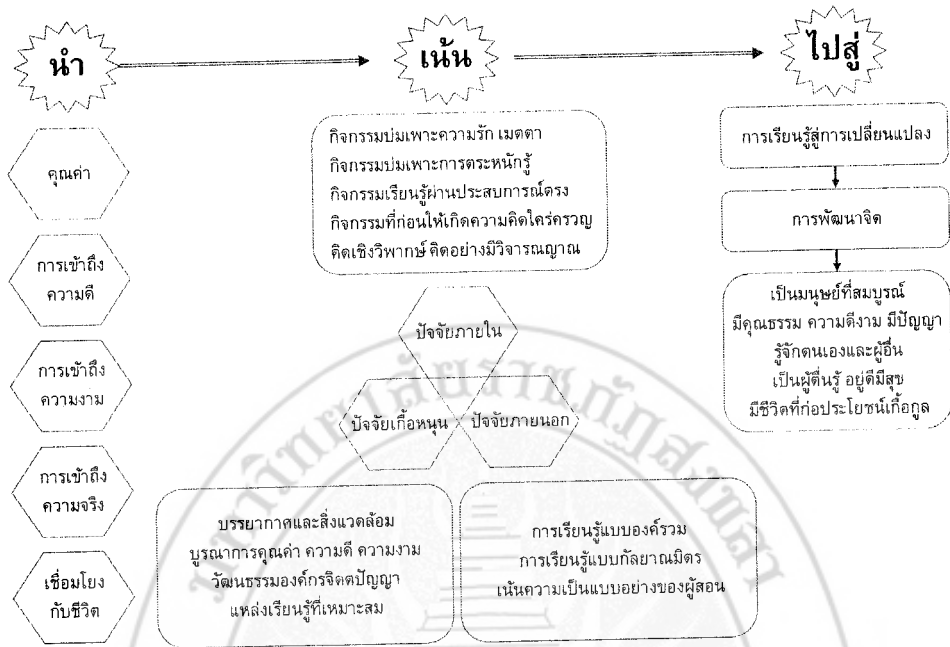 นำ
เน้น
ไปสู่
คุณค่า
การเข้าถึง
ความดี
การเข้าถึง
ความงาม
การเข้าถึง
ความจริง
เชื่อมโยง
กับชีวิต
กิจกรรมบ่มเพาะความรัก เมตตา
กิจกรรมบ่มเพาะการตระหนักรู้
กิจกรรมเรียนรู้ผ่านประสบการณ์ตรง
กิจกรรมที่ก่อนให้เกิดความคิดใคร่ครวญ
คิดเชิงวิพากษ์ คิดอย่างมีวิจารณญาณ
ปัจจัยภายใน
ปัจจัยเกื้อหนุน
ปัจจัยภายนอก
บรรยากาศและสิ่งแวดล้อม
บูรณาการคุณค่า ความดี ความงาม
วัฒนธรรมองค์กรจิตตปัญญา
แหล่งเรียนรู้ที่เหมาะสม
การเรียนรู้แบบองค์รวม
การเรียนรู้แบบกัลยาณมิตร
เน้นความเป็นแบบอย่างของผู้สอน
การเรียนรู้สู่การเปลี่ยนแปลง
การพัฒนาจิต
เป็นมนุษย์ที่สมบูรณ์
มีคุณธรรม ความดีงาม มีปัญญา
รู้จักตนเองและผู้อื่น
เป็นผู้ตื่นรู้ อยู่ดีมีสุข
มีชีวิตที่ก่อประโยชน์เกื้อกูล
มหาวิทยาลัยราชภัฏสงขลา